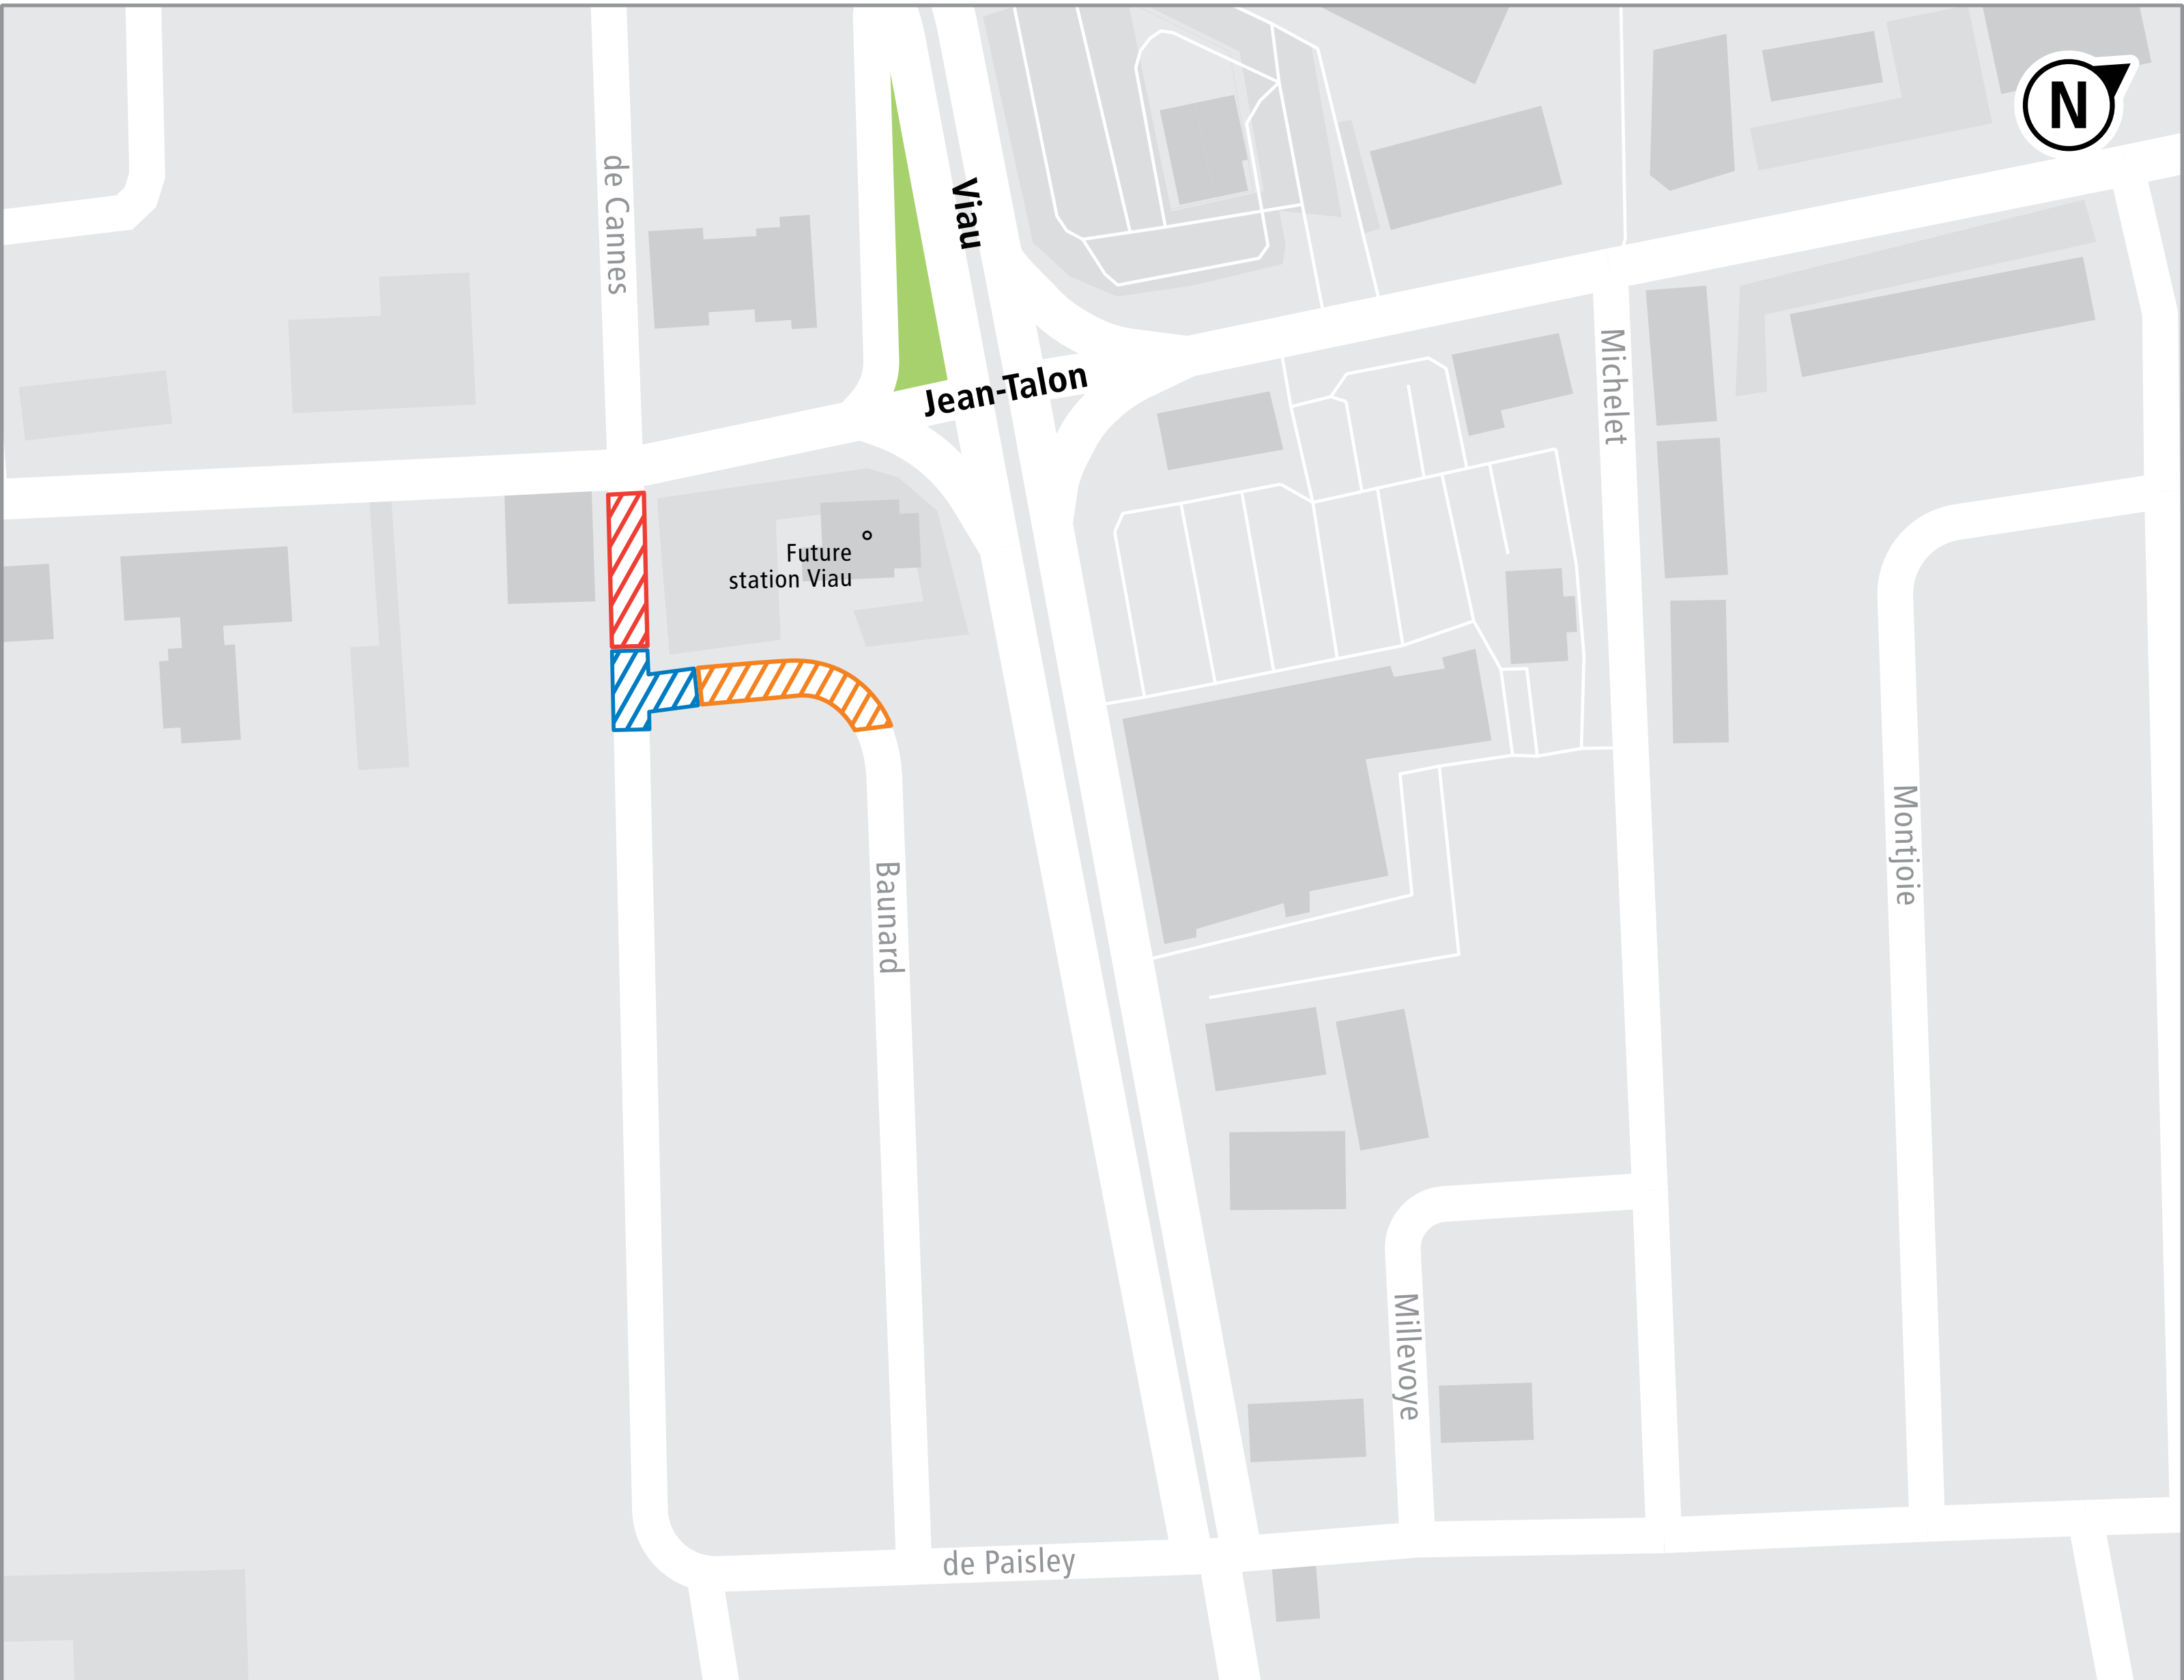 N
de Cannes
Viau
Jean-Talon
Michelet
Future
station Viau
Montjoie
Baunard
Millevoye
de Paisley